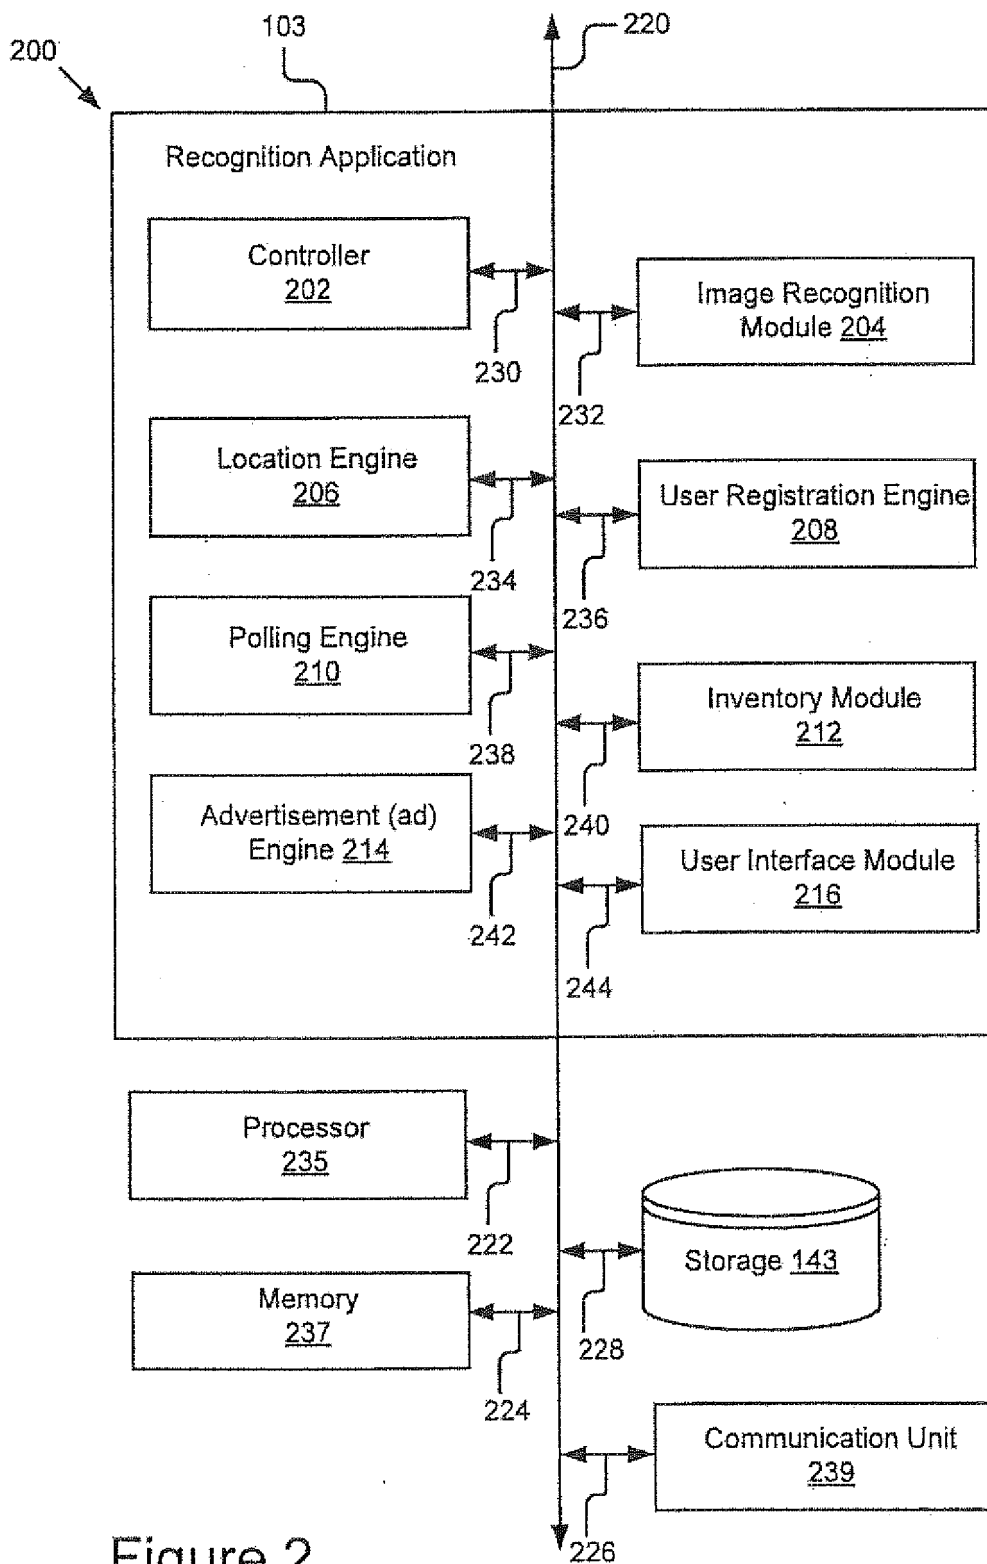 200
103
220
Recognition Application
Controller
202
230
Image Recognition
Module 204
232
Location Engine
206
234
User Registration Engine
208
236
Polling Engine
210
238
Inventory Module
212
240
Advertisement (ad)
Engine 214
242
User Interface Module
216
244
Processor
235
222
Storage 143
228
Memory
237
224
Communication Unit
239
226
Figure 2